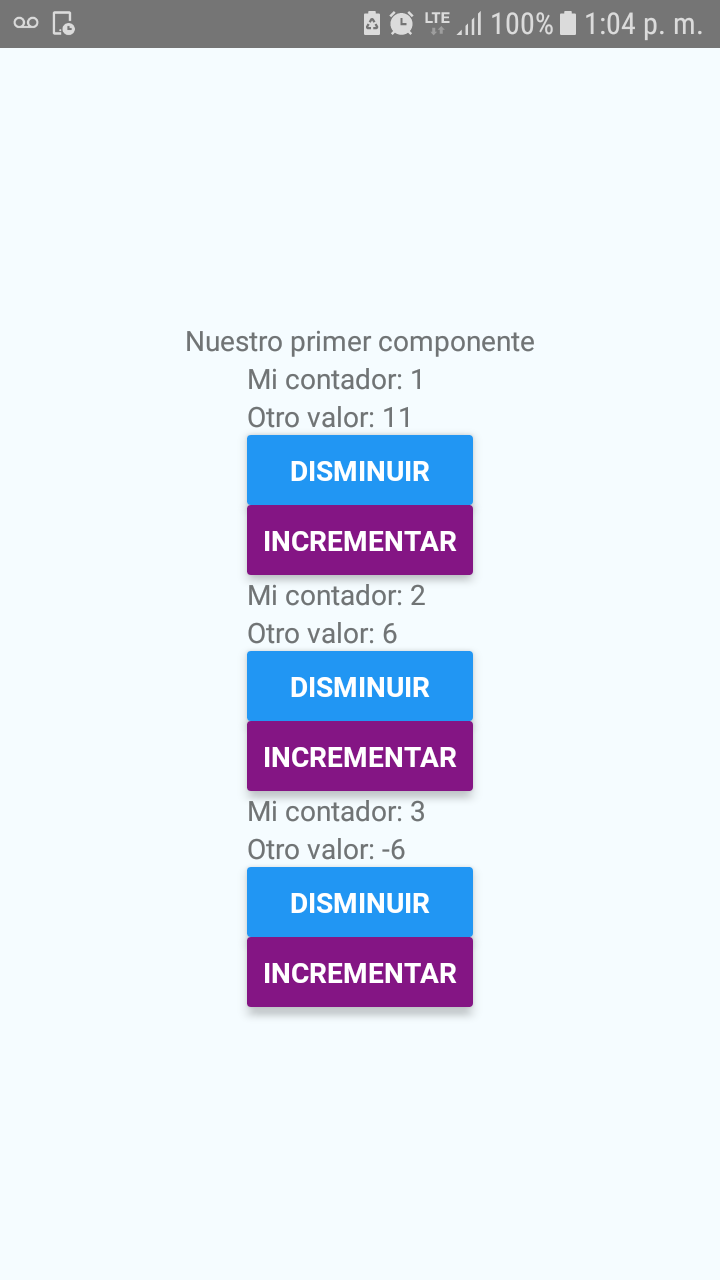 LTE 100% 1:04 p. m.
Nuestro primer componente
Mi contador: 1
Otro valor: 11
DISMINUIR
INCREMENTAR
Mi contador: 2
Otro valor: 6
DISMINUIR
INCREMENTAR
Mi contador: 3
Otro valor: -6
DISMINUIR
INCREMENTAR